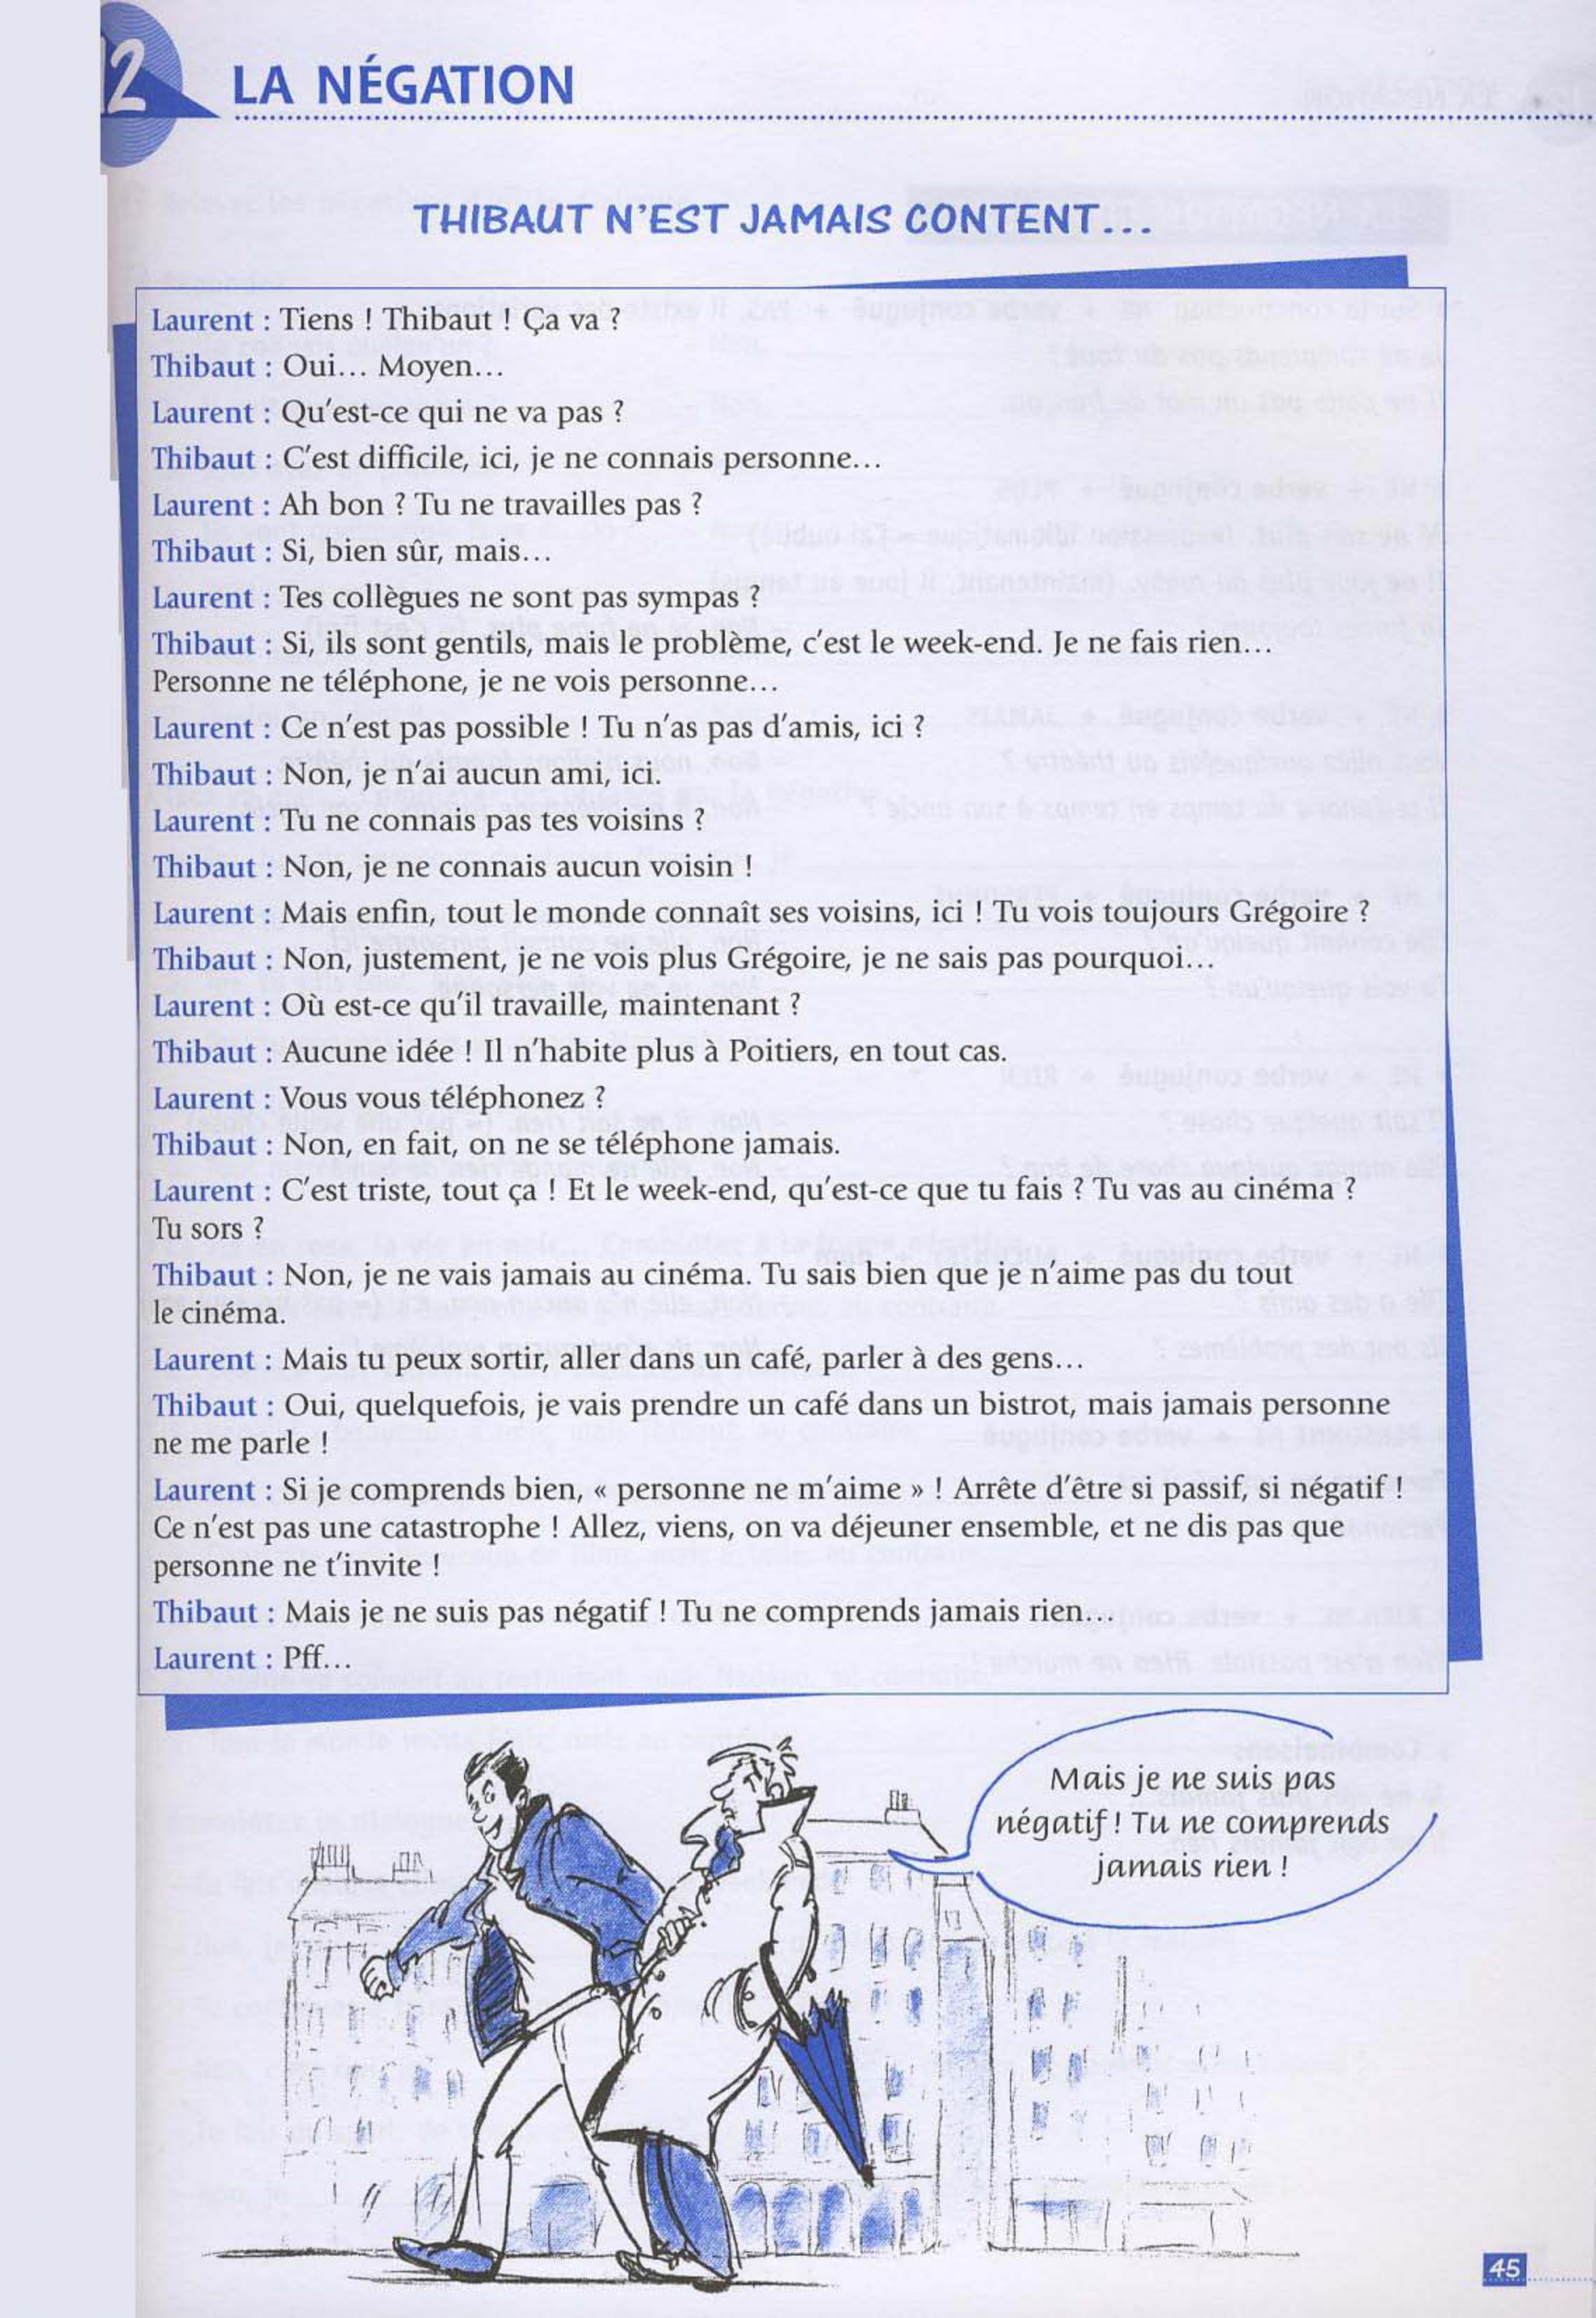 12
LA NÉGATION
THIBAUT N'EST JAMAIS CONTENT...
Laurent : Tiens ! Thibaut ! Ça va ?
Thibaut : Oui... Moyen...
Laurent : Qu'est-ce qui ne va pas ?
Thibaut : C'est difficile, ici, je ne connais personne...
Laurent : Ah bon ? Tu ne travailles pas ?
Thibaut : Si, bien sûr, mais...
Laurent : Tes collègues ne sont pas sympas ?
Thibaut : Si, ils sont gentils, mais le problème, c'est le week-end. Je ne fais rien...
Personne ne téléphone, je ne vois personne...
Laurent : Ce n'est pas possible ! Tu n'as pas d'amis, ici ?
Thibaut : Non, je n'ai aucun ami, ici.
Laurent : Tu ne connais pas tes voisins ?
Thibaut : Non, je ne connais aucun voisin !
Laurent : Mais enfin, tout le monde connaît ses voisins, ici ! Tu vois toujours Grégoire ?
Thibaut : Non, justement, je ne vois plus Grégoire, je ne sais pas pourquoi...
Laurent : Où est-ce qu'il travaille, maintenant ?
Thibaut : Aucune idée ! Il n'habite plus à Poitiers, en tout cas.
Laurent : Vous vous téléphonez ?
Thibaut : Non, en fait, on ne se téléphone jamais.
Laurent : C'est triste, tout ça ! Et le week-end, qu'est-ce que tu fais ? Tu vas au cinéma ?
Tu sors ?
Thibaut : Non, je ne vais jamais au cinéma. Tu sais bien que je n'aime pas du tout
le cinéma.
Laurent : Mais tu peux sortir, aller dans un café, parler à des gens...
Thibaut : Oui, quelquefois, je vais prendre un café dans un bistrot, mais jamais personne
ne me parle !
Laurent : Si je comprends bien, « personne ne m'aime » ! Arrête d'être si passif, si négatif !
Ce n'est pas une catastrophe ! Allez, viens, on va déjeuner ensemble, et ne dis pas que
personne ne t'invite !
Thibaut : Mais je ne suis pas négatif ! Tu ne comprends jamais rien...
Laurent : Pff...
Mais je ne suis pas
négatif ! Tu ne comprends
jamais rien !
45